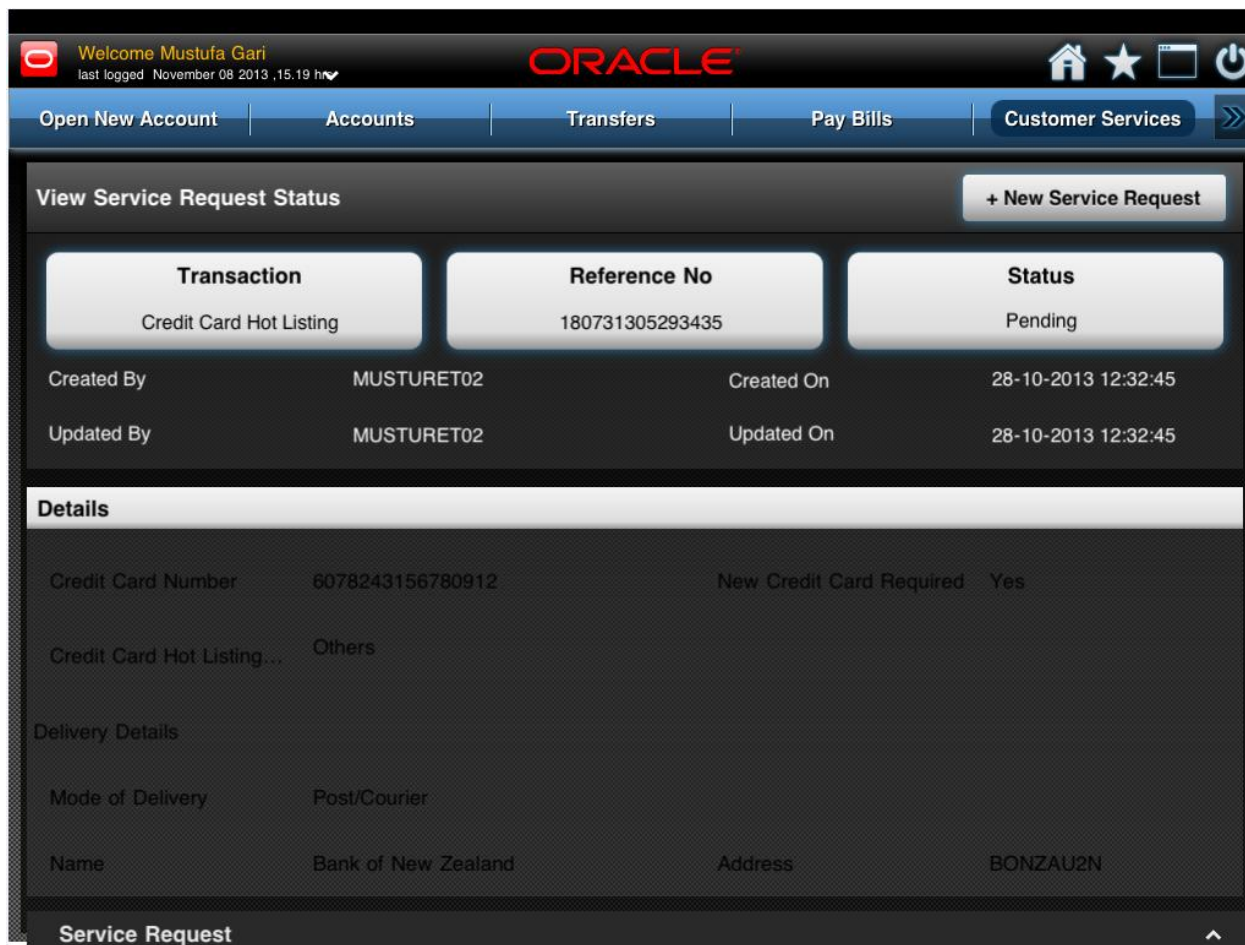 Welcome Mustufa Gari
last logged November 08 2013 ,15.19 hrs
ORACLE
Open New Account Accounts Transfers Pay Bills Customer Services
View Service Request Status + New Service Request
Transaction Reference No Status
Credit Card Hot Listing 180731305293435 Pending
Created By MUSTURET02 Created On 28-10-2013 12:32:45
Updated By MUSTURET02 Updated On 28-10-2013 12:32:45
Details
Credit Card Number 6078243156780912 New Credit Card Required Yes
Credit Card Hot Listing... Others
Delivery Details
Mode of Delivery Post/Courier
Name Bank of New Zealand Address BONZAU2N
Service Request